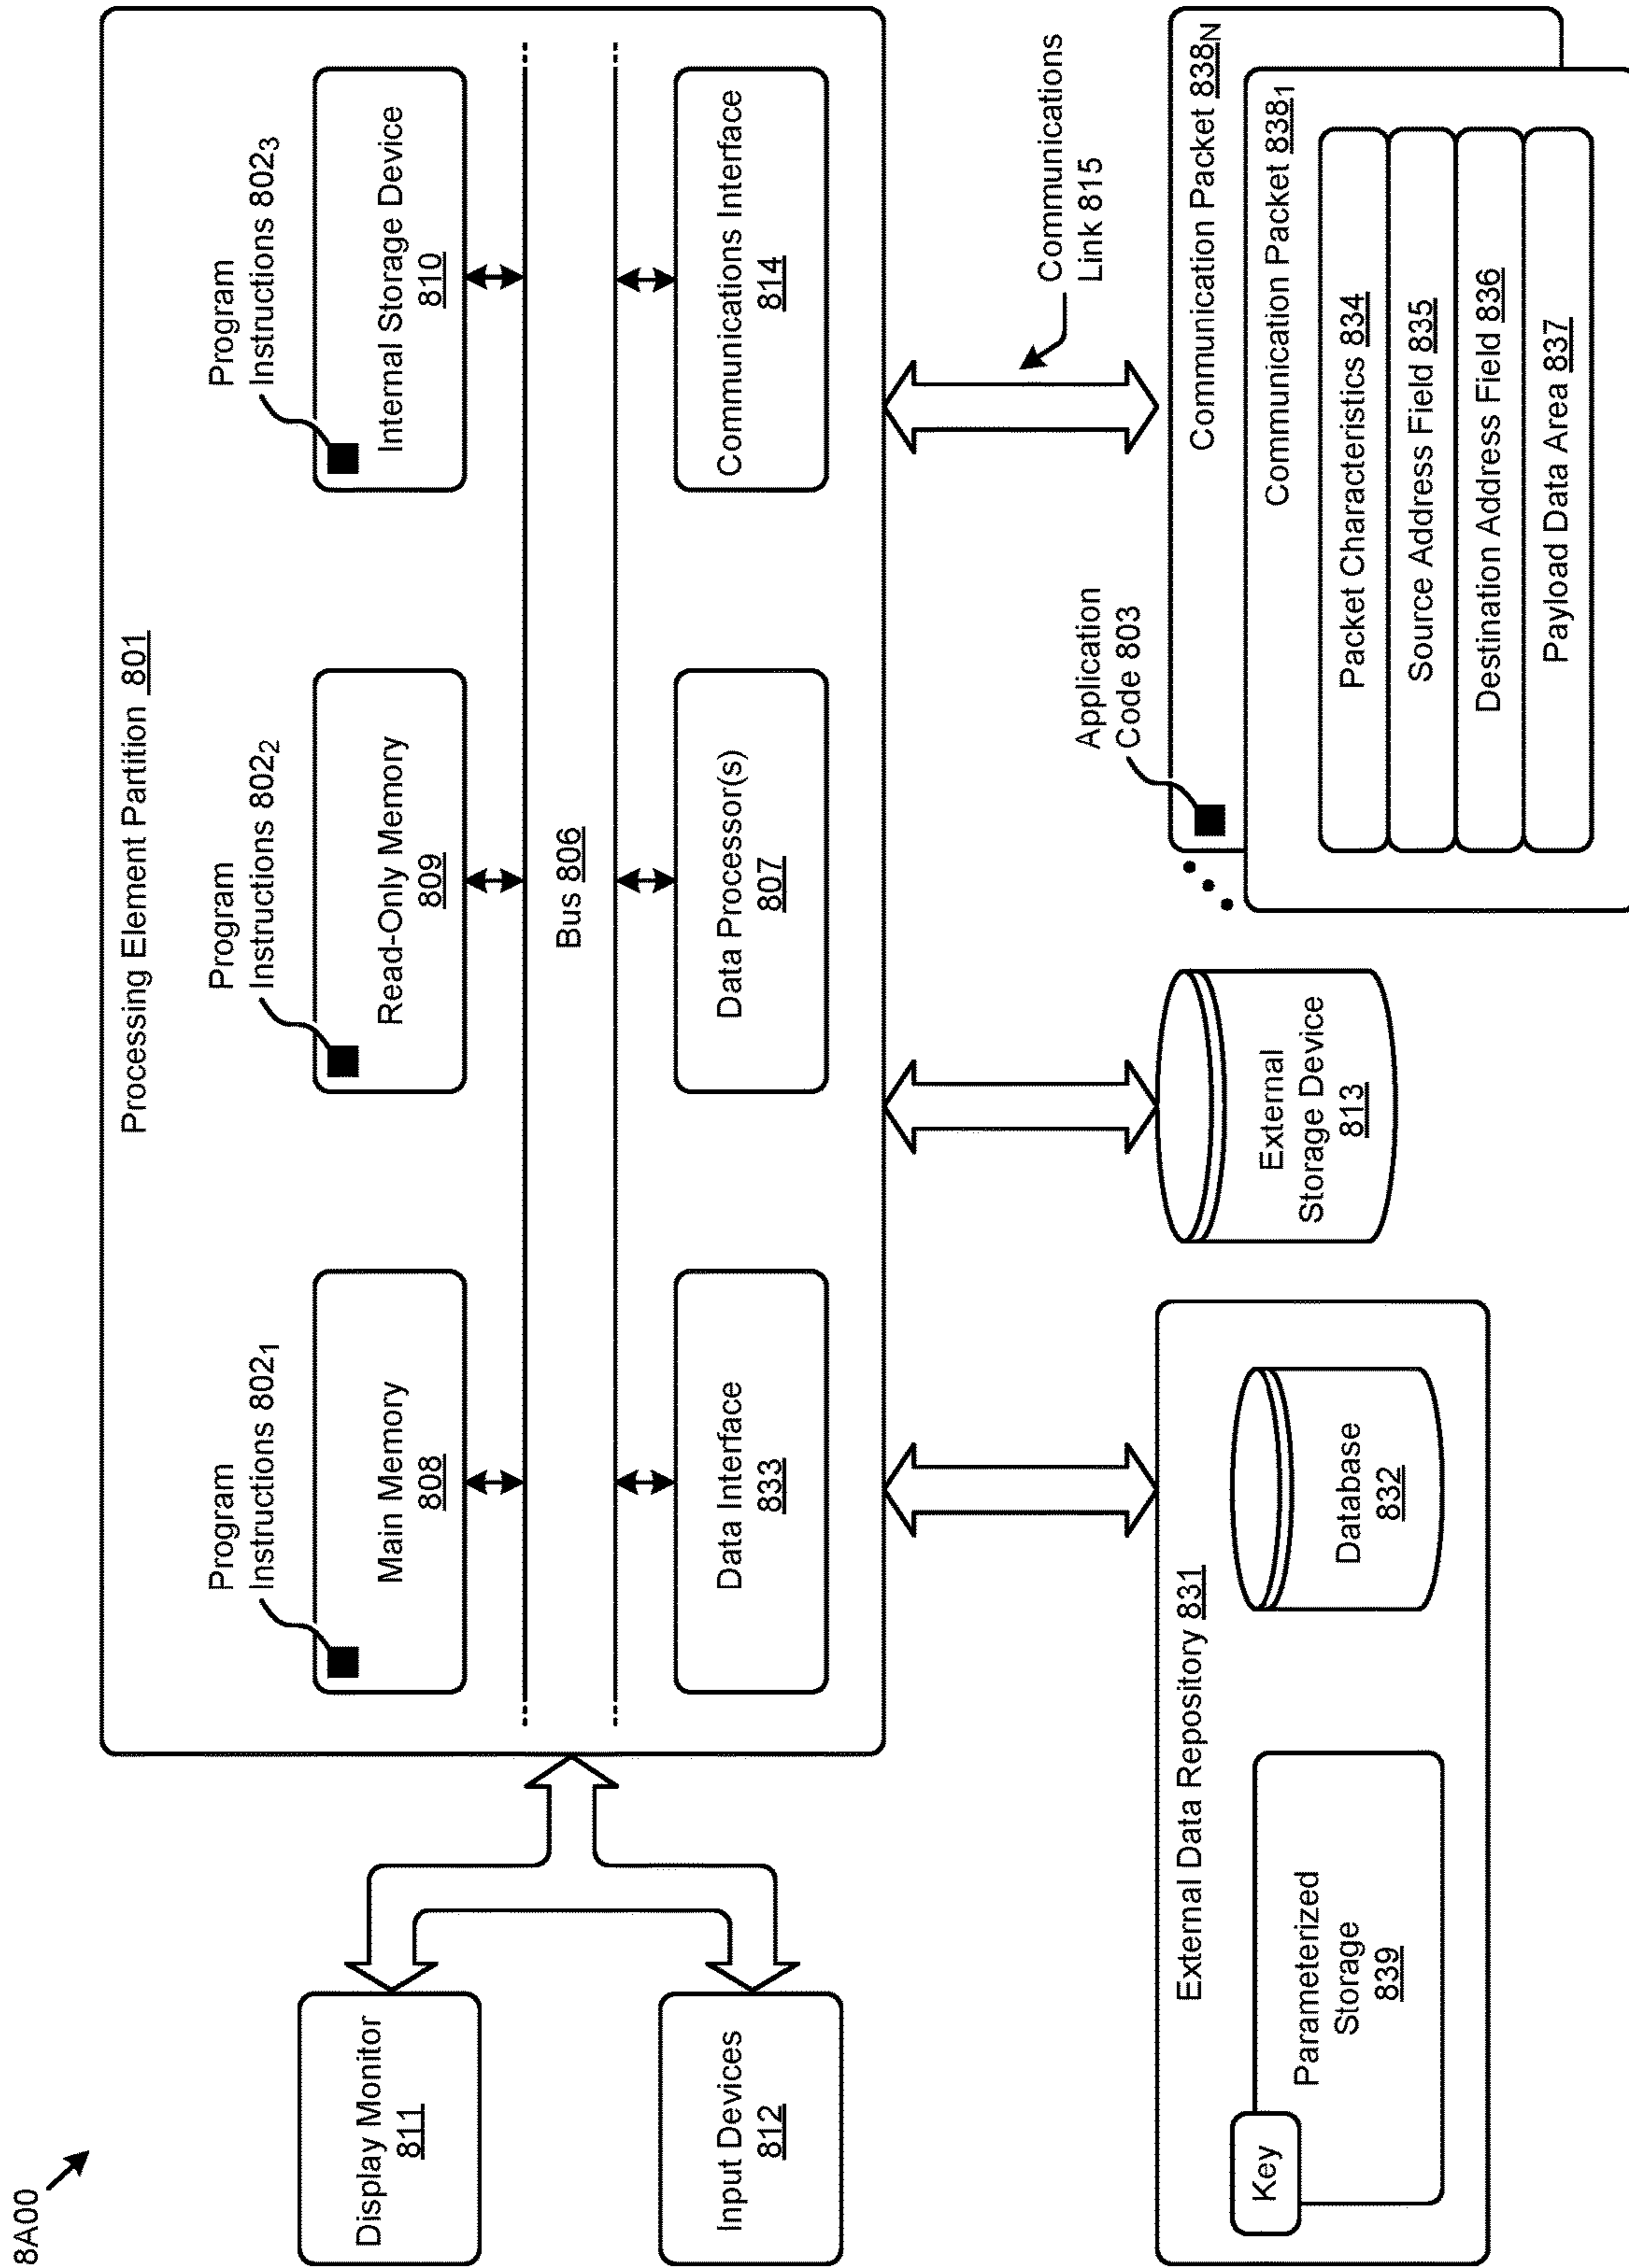 8A00
Processing Element Partition 801
Program
Instructions 802₁
Program
Instructions 802₂
Program
Instructions 802₃
Main Memory
808
Read-Only Memory
809
Internal Storage Device
810
Display Monitor
811
Bus 806
Input Devices
812
Data Interface
833
Data Processor(s)
807
Communications Interface
814
Communications
Link 815
Application
Code 803
External Data Repository 831
Key
Parameterized
Storage
839
Database
832
External
Storage Device
813
Communication Packet 838N
Communication Packet 838₁
Packet Characteristics 834
Source Address Field 835
Destination Address Field 836
Payload Data Area 837